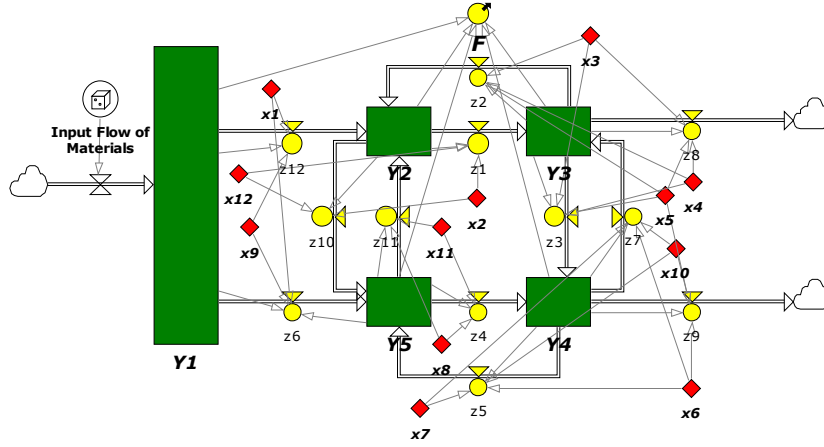 F
x3
z2
x1
Input Flow of
Materials
z12
Y2
z1
Y3
z8
x12
x2
x5
x4
z10
z11
x11
z3
z7
x9
x10
z6
Y5
z4
Y4
z9
Y1
x8
z5
x7
x6